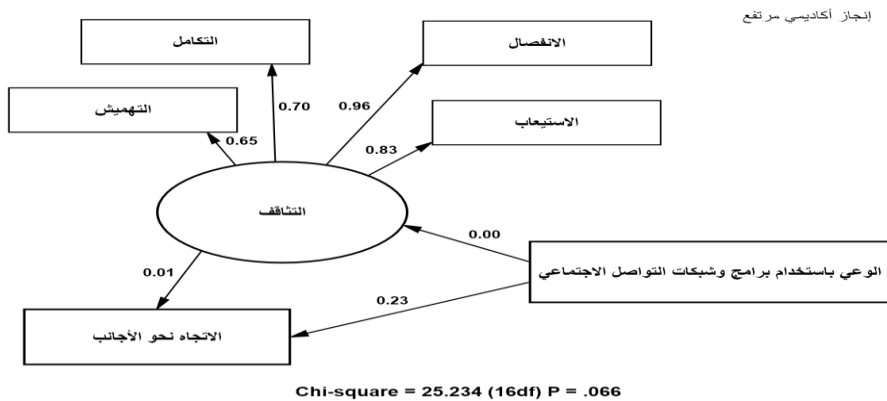 إنجاز أكاديمي مرتفع
التكامل
الانفصال
التهميش
الاستيعاب
0.70
0.96
0.65
0.83
التثاقف
0.00
الوعي باستخدام برامج وشبكات التواصل الاجتماعي
0.01
0.23
الاتجاه نحو الأجانب
Chi-square = 25.234 (16df) P = .066